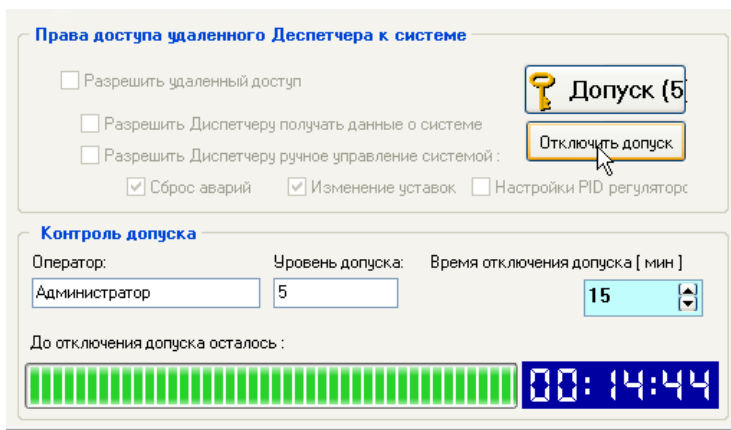 Права доступа удаленного Деспетчера к системе
Разрешить удаленный доступ
Допуск (5
Разрешить Диспетчеру получать данные о системе
Отключить допуск
Разрешить Диспетчеру ручное управление системой :
Сброс аварий Изменение уставок Настройки PID регуляторо
Контроль допуска
Оператор: Уровень допуска: Время отключения допуска [ мин ]
Администратор 5 15
До отключения допуска осталось :
00:14:44